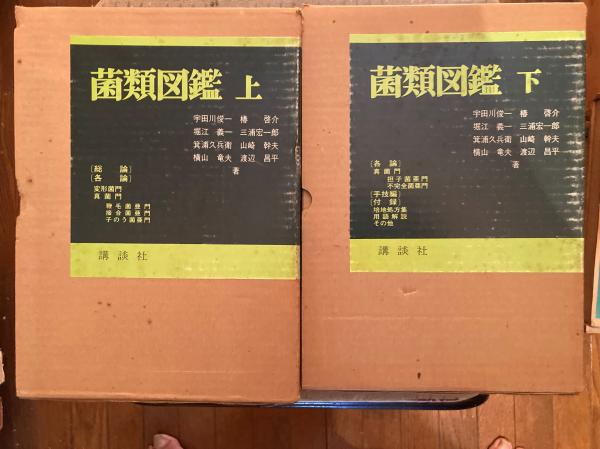 菌類図鑑 上
宇田川俊一 椿 啓介
堀江 義一 三浦宏一郎
箕浦久兵衛 山崎 幹夫
横山 竜夫 渡辺 昌平
著
〔総論〕
〔各論〕
変形菌門
真菌門
鞭毛菌亜門
接合菌亜門
子のう菌亜門
講談社
菌類図鑑 下
宇田川俊一 椿 啓介
堀江 義一 三浦宏一郎
箕浦久兵衛 山崎 幹夫
横山 竜夫 渡辺 昌平
著
〔各論〕
真菌門
担子菌亜門
不完全菌亜門
〔手技編〕
〔付録〕
培地処方集
用語解説
その他
講談社